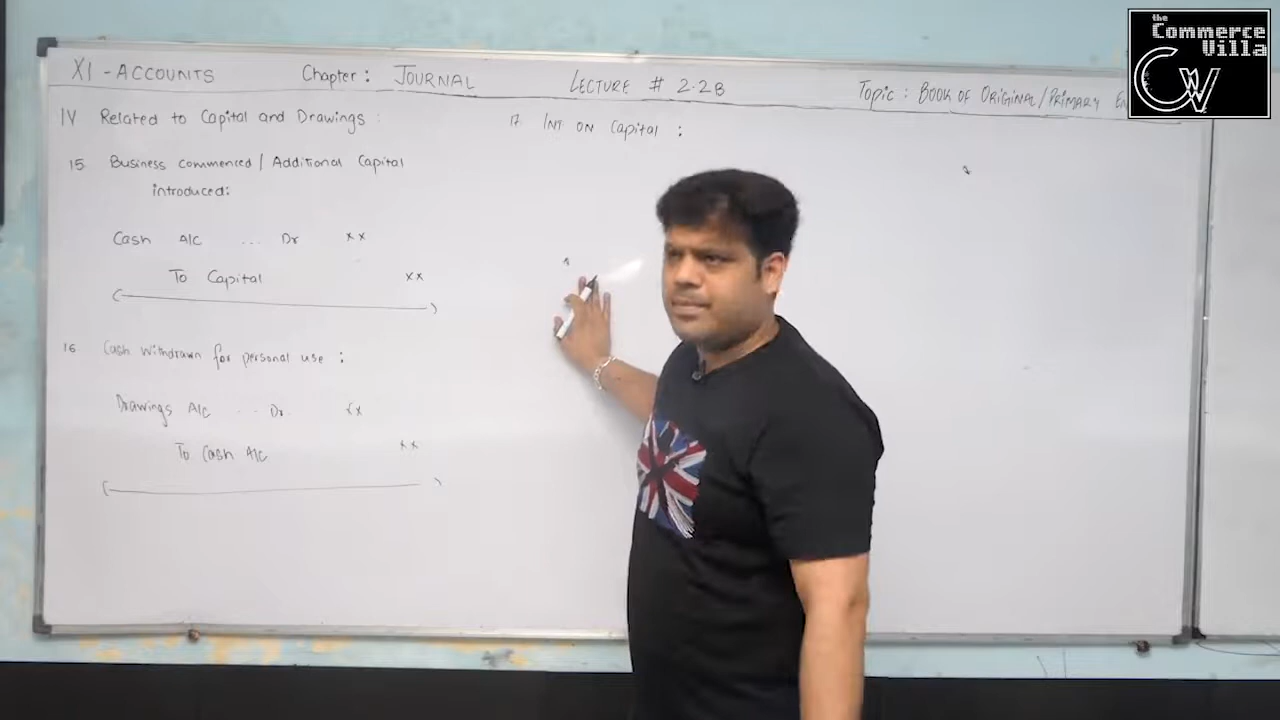 the
Commerce
Villa
CV
XI - ACCOUNTS Chapter : JOURNAL LECTURE # 2.2B Topic : BOOK OF ORIGINAL/PRIMARY
IV Related to Capital and Drawings :
15 Business commenced / Additional Capital
introduced:
Cash A/c ... Dr xx
To Capital xx
16 Cash Withdrawn for personal use :
Drawings A/c ... Dr. xx
To Cash A/c xx
17 INT ON Capital :